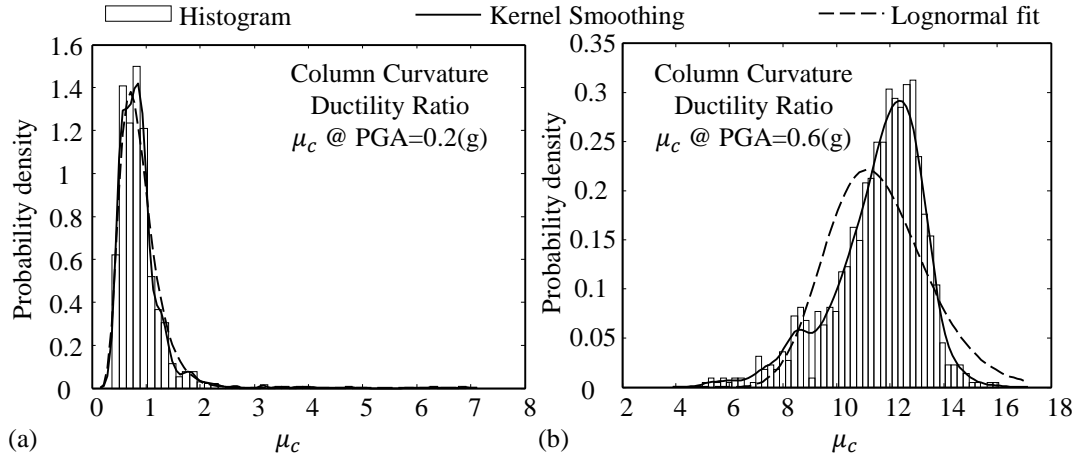 Histogram Kernel Smoothing Lognormal fit
1.6
1.4
1.2
1
0.8
0.6
0.4
0.2
0
Probability density
Column Curvature
Ductility Ratio
μc @ PGA=0.2(g)
0 1 2 3 4 5 6 7 8
(a) μc
0.35
0.3
0.25
0.2
0.15
0.1
0.05
0
Probability density
Column Curvature
Ductility Ratio
μc @ PGA=0.6(g)
2 4 6 8 10 12 14 16 18
(b) μc